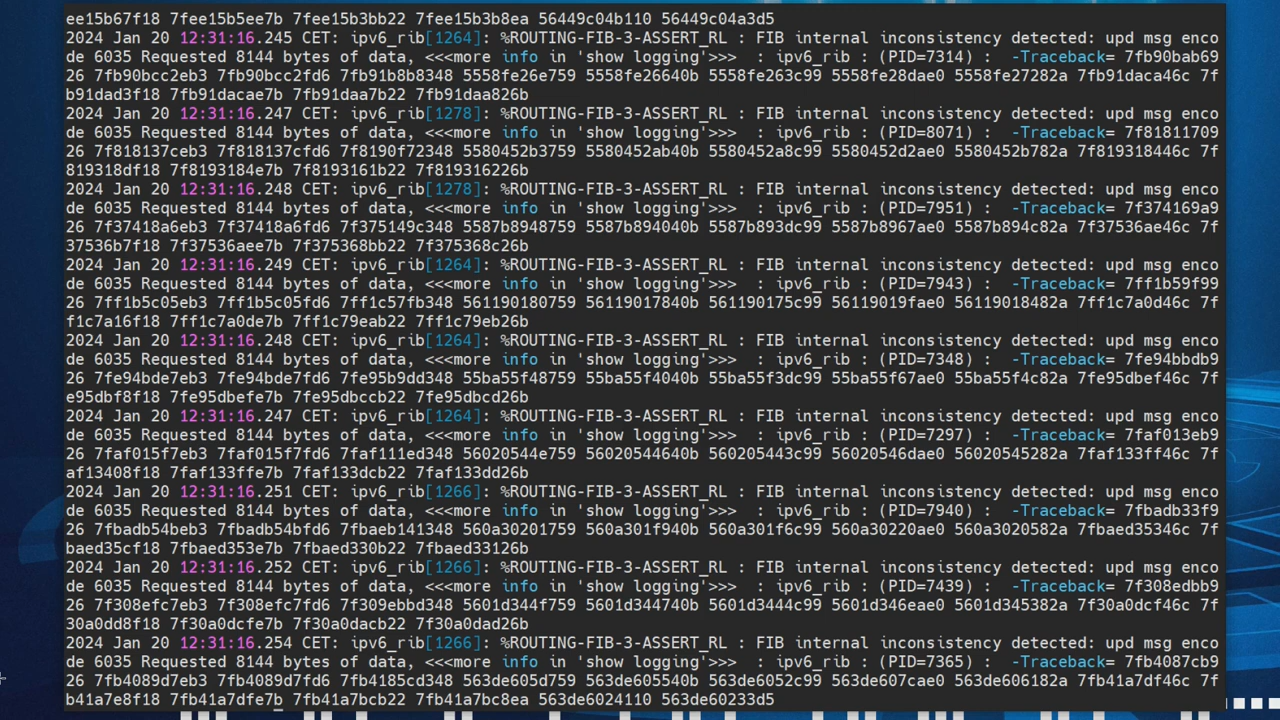 ee15b67f18 7fee15b5ee7b 7fee15b3bb22 7fee15b3b8ea 56449c04b110 56449c04a3d5
2024 Jan 20 12:31:16.245 CET: ipv6_rib[1264]: %ROUTING-FIB-3-ASSERT_RL : FIB internal inconsistency detected: upd msg enco
de 6035 Requested 8144 bytes of data, <<<more info in 'show logging'>>>  : ipv6_rib : (PID=7314) :  -Traceback= 7fb90bab69
26 7fb90bcc2eb3 7fb90bcc2fd6 7fb91b8b8348 5558fe26e759 5558fe26640b 5558fe263c99 5558fe28dae0 5558fe27282a 7fb91daca46c 7f
b91dad3f18 7fb91dacae7b 7fb91daa7b22 7fb91daa826b
2024 Jan 20 12:31:16.247 CET: ipv6_rib[1278]: %ROUTING-FIB-3-ASSERT_RL : FIB internal inconsistency detected: upd msg enco
de 6035 Requested 8144 bytes of data, <<<more info in 'show logging'>>>  : ipv6_rib : (PID=8071) :  -Traceback= 7f81811709
26 7f818137ceb3 7f818137cfd6 7f8190f72348 5580452b3759 5580452ab40b 5580452a8c99 5580452d2ae0 5580452b782a 7f819318446c 7f
819318df18 7f8193184e7b 7f8193161b22 7f819316226b
2024 Jan 20 12:31:16.248 CET: ipv6_rib[1278]: %ROUTING-FIB-3-ASSERT_RL : FIB internal inconsistency detected: upd msg enco
de 6035 Requested 8144 bytes of data, <<<more info in 'show logging'>>>  : ipv6_rib : (PID=7951) :  -Traceback= 7f374169a9
26 7f37418a6eb3 7f37418a6fd6 7f375149c348 5587b8948759 5587b894040b 5587b893dc99 5587b8967ae0 5587b894c82a 7f37536ae46c 7f
37536b7f18 7f37536aee7b 7f375368bb22 7f375368c26b
2024 Jan 20 12:31:16.249 CET: ipv6_rib[1264]: %ROUTING-FIB-3-ASSERT_RL : FIB internal inconsistency detected: upd msg enco
de 6035 Requested 8144 bytes of data, <<<more info in 'show logging'>>>  : ipv6_rib : (PID=7943) :  -Traceback= 7ff1b59f99
26 7ff1b5c05eb3 7ff1b5c05fd6 7ff1c57fb348 561190180759 56119017840b 561190175c99 56119019fae0 56119018482a 7ff1c7a0d46c 7f
f1c7a16f18 7ff1c7a0de7b 7ff1c79eab22 7ff1c79eb26b
2024 Jan 20 12:31:16.248 CET: ipv6_rib[1264]: %ROUTING-FIB-3-ASSERT_RL : FIB internal inconsistency detected: upd msg enco
de 6035 Requested 8144 bytes of data, <<<more info in 'show logging'>>>  : ipv6_rib : (PID=7348) :  -Traceback= 7fe94bbdb9
26 7fe94bde7eb3 7fe94bde7fd6 7fe95b9dd348 55ba55f48759 55ba55f4040b 55ba55f3dc99 55ba55f67ae0 55ba55f4c82a 7fe95dbef46c 7f
e95dbf8f18 7fe95dbefe7b 7fe95dbccb22 7fe95dbcd26b
2024 Jan 20 12:31:16.247 CET: ipv6_rib[1264]: %ROUTING-FIB-3-ASSERT_RL : FIB internal inconsistency detected: upd msg enco
de 6035 Requested 8144 bytes of data, <<<more info in 'show logging'>>>  : ipv6_rib : (PID=7297) :  -Traceback= 7faf013eb9
26 7faf015f7eb3 7faf015f7fd6 7faf111ed348 56020544e759 56020544640b 560205443c99 56020546dae0 56020545282a 7faf133ff46c 7f
af13408f18 7faf133ffe7b 7faf133dcb22 7faf133dd26b
2024 Jan 20 12:31:16.251 CET: ipv6_rib[1266]: %ROUTING-FIB-3-ASSERT_RL : FIB internal inconsistency detected: upd msg enco
de 6035 Requested 8144 bytes of data, <<<more info in 'show logging'>>>  : ipv6_rib : (PID=7940) :  -Traceback= 7fbadb33f9
26 7fbadb54beb3 7fbadb54bfd6 7fbaeb141348 560a30201759 560a301f940b 560a301f6c99 560a30220ae0 560a3020582a 7fbaed35346c 7f
baed35cf18 7fbaed353e7b 7fbaed330b22 7fbaed33126b
2024 Jan 20 12:31:16.252 CET: ipv6_rib[1266]: %ROUTING-FIB-3-ASSERT_RL : FIB internal inconsistency detected: upd msg enco
de 6035 Requested 8144 bytes of data, <<<more info in 'show logging'>>>  : ipv6_rib : (PID=7439) :  -Traceback= 7f308edbb9
26 7f308efc7eb3 7f308efc7fd6 7f309ebbd348 5601d344f759 5601d344740b 5601d3444c99 5601d346eae0 5601d345382a 7f30a0dcf46c 7f
30a0dd8f18 7f30a0dcfe7b 7f30a0dacb22 7f30a0dad26b
2024 Jan 20 12:31:16.254 CET: ipv6_rib[1266]: %ROUTING-FIB-3-ASSERT_RL : FIB internal inconsistency detected: upd msg enco
de 6035 Requested 8144 bytes of data, <<<more info in 'show logging'>>>  : ipv6_rib : (PID=7365) :  -Traceback= 7fb4087cb9
26 7fb4089d7eb3 7fb4089d7fd6 7fb4185cd348 563de605d759 563de605540b 563de6052c99 563de607cae0 563de606182a 7fb41a7df46c 7f
b41a7e8f18 7fb41a7dfe7b 7fb41a7bcb22 7fb41a7bc8ea 563de6024110 563de60233d5